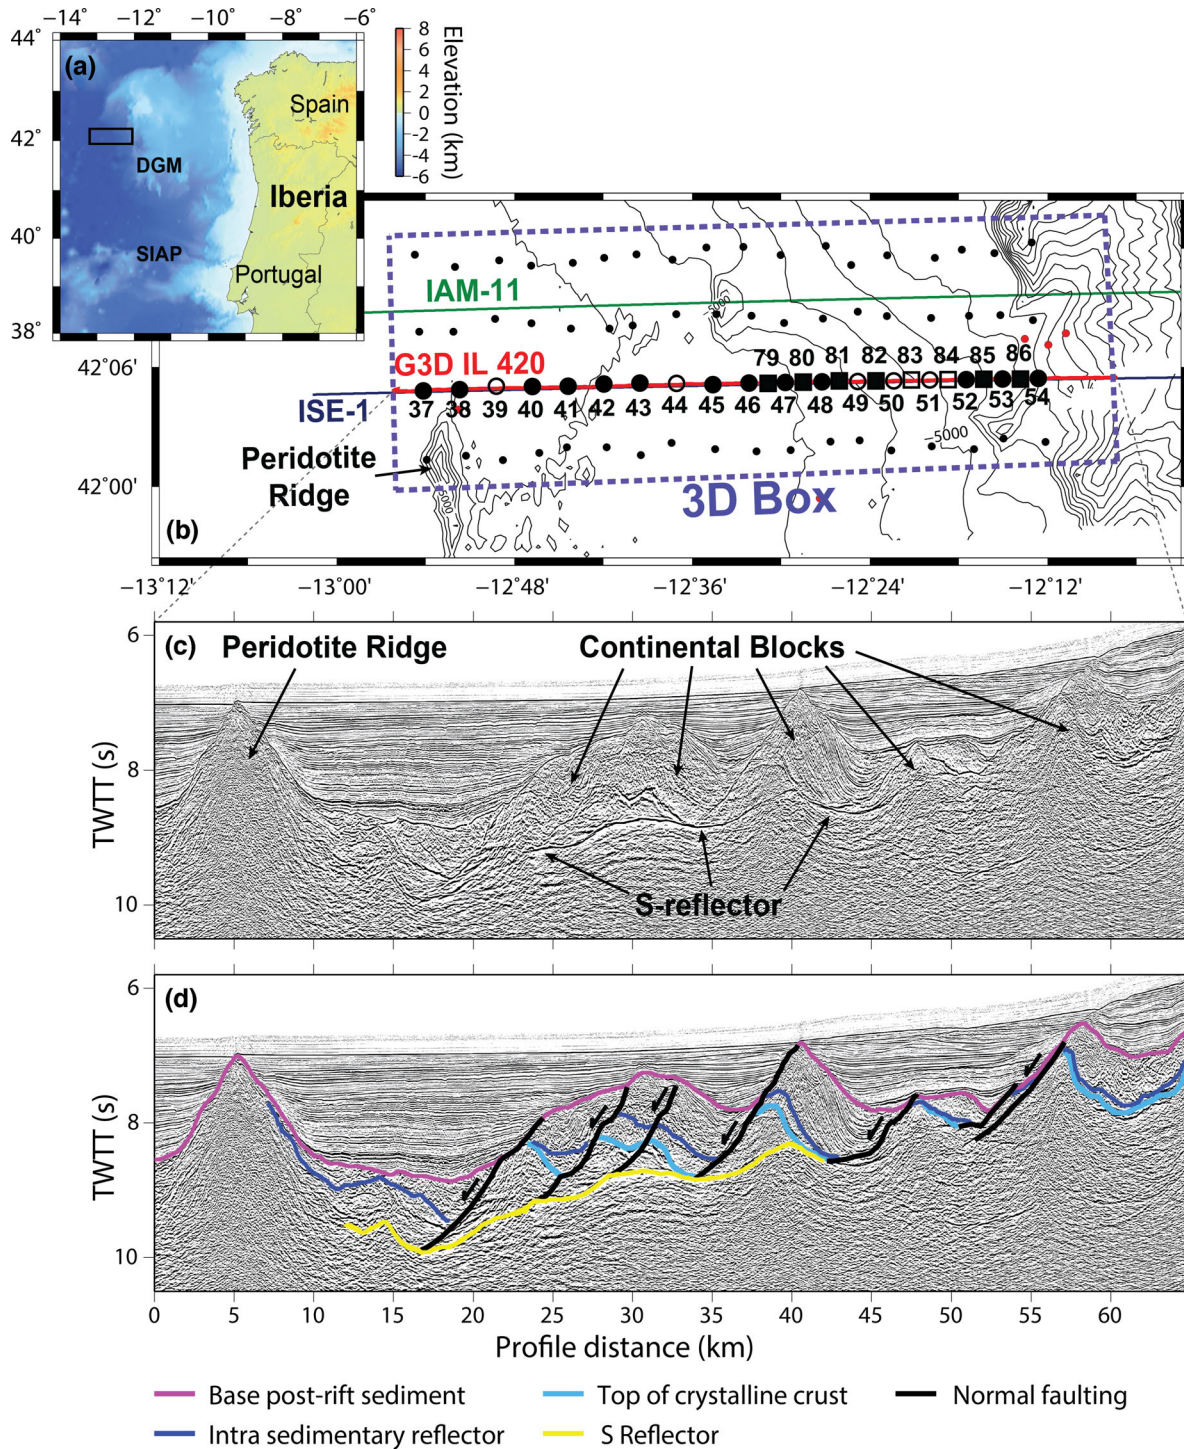 −14° −12° −10° −8° −6°
44°
42°
40°
38°
(a)
Spain
DGM
Iberia
SIAP
Portugal
8
6
4
2
0
-2
-4
-6
Elevation (km)
IAM-11
−5000
G3D IL 420
79 80 81 82 83 84 85 86
ISE-1
37 38 39 40 41 42 43 44 45 46 47 48 49 50 51 52 53 54
−5000
Peridotite
Ridge
5000
3D Box
(b)
42°06'
42°00'
−13°12' −13°00' −12°48' −12°36' −12°24' −12°12'
(c)
Peridotite Ridge
Continental Blocks
S-reflector
6
8
10
TWTT (s)
(d)
6
8
10
TWTT (s)
0 5 10 15 20 25 30 35 40 45 50 55 60
Profile distance (km)
Base post-rift sediment
Top of crystalline crust
Normal faulting
Intra sedimentary reflector
S Reflector